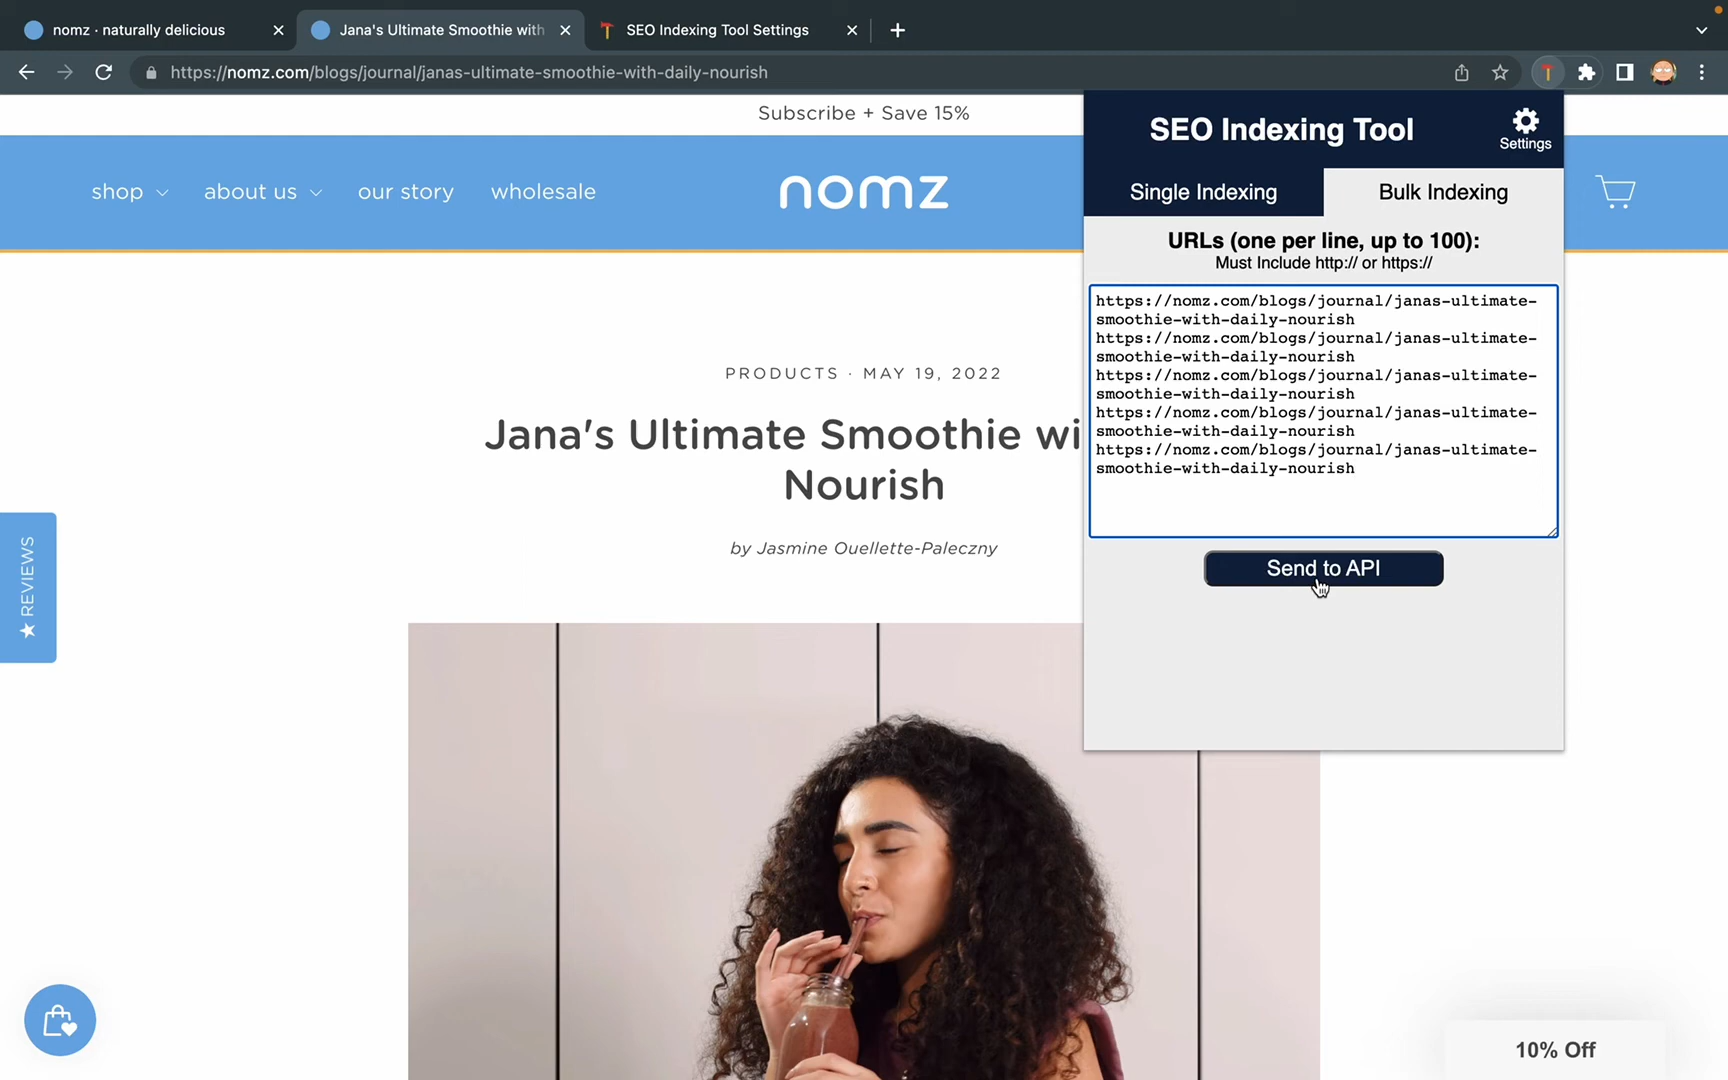 nomz · naturally delicious
Jana's Ultimate Smoothie with
SEO Indexing Tool Settings
https://nomz.com/blogs/journal/janas-ultimate-smoothie-with-daily-nourish
Subscribe + Save 15%
shop
about us
our story
wholesale
nomz
SEO Indexing Tool
Settings
Single Indexing
Bulk Indexing
URLs (one per line, up to 100):
Must Include http:// or https://
https://nomz.com/blogs/journal/janas-ultimate-
smoothie-with-daily-nourish
https://nomz.com/blogs/journal/janas-ultimate-
smoothie-with-daily-nourish
https://nomz.com/blogs/journal/janas-ultimate-
smoothie-with-daily-nourish
https://nomz.com/blogs/journal/janas-ultimate-
smoothie-with-daily-nourish
https://nomz.com/blogs/journal/janas-ultimate-
smoothie-with-daily-nourish
Send to API
PRODUCTS · MAY 19, 2022
Jana's Ultimate Smoothie wi
Nourish
by Jasmine Ouellette-Paleczny
★ REVIEWS
10% Off